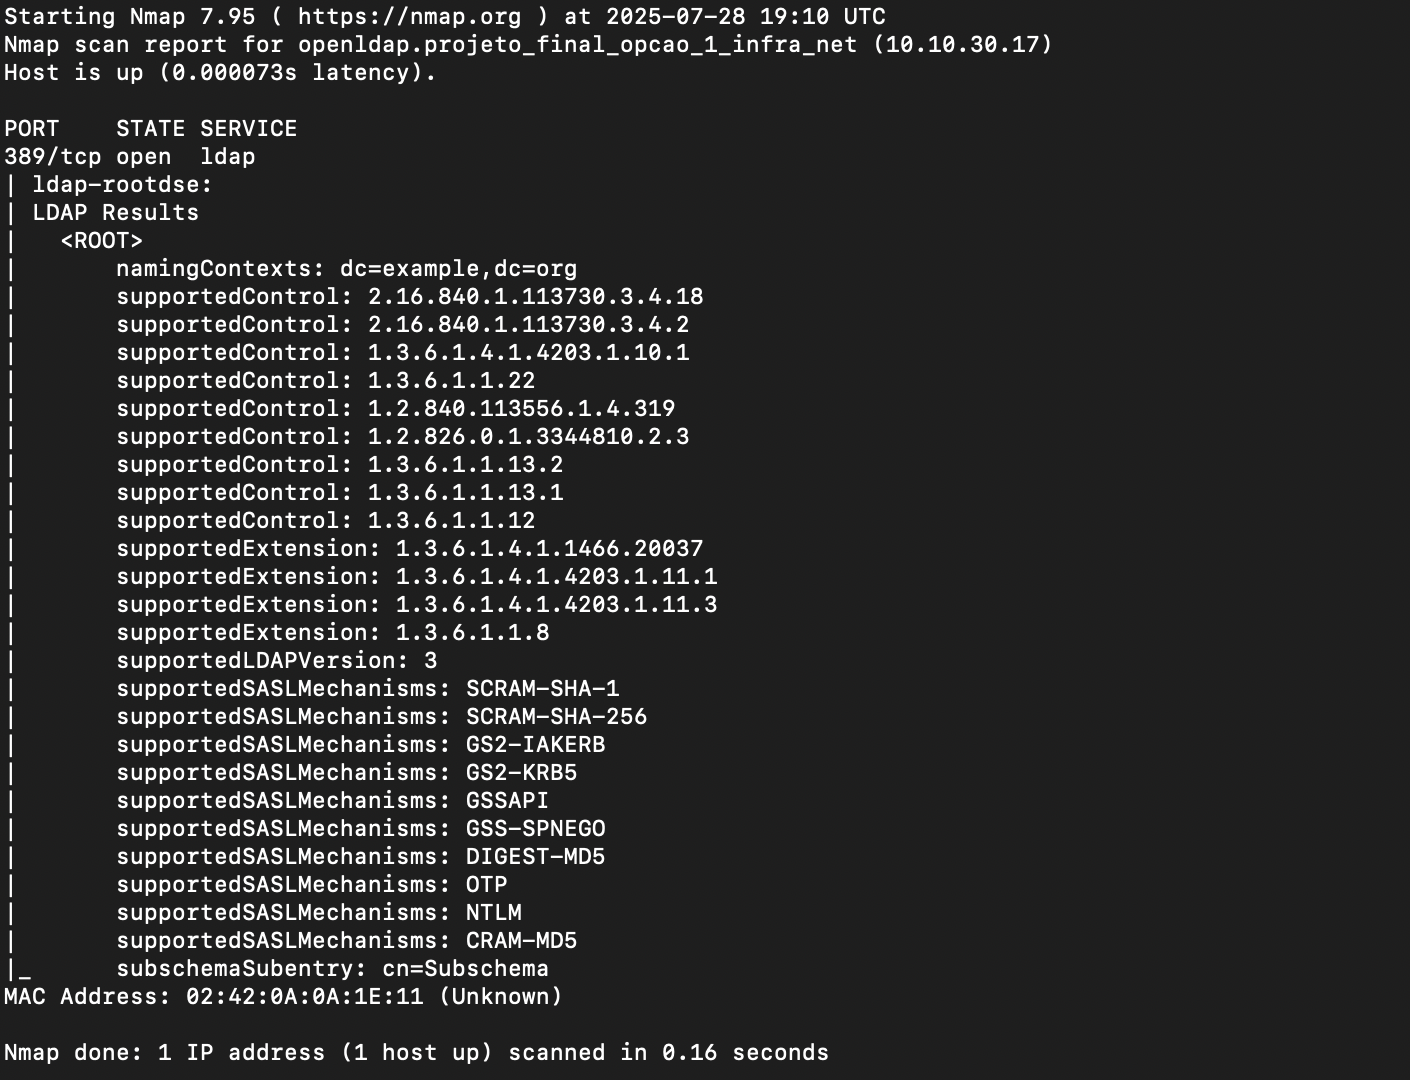 Starting Nmap 7.95 ( https://nmap.org ) at 2025-07-28 19:10 UTC
Nmap scan report for openldap.projeto_final_opcao_1_infra_net (10.10.30.17)
Host is up (0.000073s latency).

PORT    STATE SERVICE
389/tcp open  ldap
| ldap-rootdse:
| LDAP Results
|   <ROOT>
|       namingContexts: dc=example,dc=org
|       supportedControl: 2.16.840.1.113730.3.4.18
|       supportedControl: 2.16.840.1.113730.3.4.2
|       supportedControl: 1.3.6.1.4.1.4203.1.10.1
|       supportedControl: 1.3.6.1.1.22
|       supportedControl: 1.2.840.113556.1.4.319
|       supportedControl: 1.2.826.0.1.3344810.2.3
|       supportedControl: 1.3.6.1.1.13.2
|       supportedControl: 1.3.6.1.1.13.1
|       supportedControl: 1.3.6.1.1.12
|       supportedExtension: 1.3.6.1.4.1.1466.20037
|       supportedExtension: 1.3.6.1.4.1.4203.1.11.1
|       supportedExtension: 1.3.6.1.4.1.4203.1.11.3
|       supportedExtension: 1.3.6.1.1.8
|       supportedLDAPVersion: 3
|       supportedSASLMechanisms: SCRAM-SHA-1
|       supportedSASLMechanisms: SCRAM-SHA-256
|       supportedSASLMechanisms: GS2-IAKERB
|       supportedSASLMechanisms: GS2-KRB5
|       supportedSASLMechanisms: GSSAPI
|       supportedSASLMechanisms: GSS-SPNEGO
|       supportedSASLMechanisms: DIGEST-MD5
|       supportedSASLMechanisms: OTP
|       supportedSASLMechanisms: NTLM
|       supportedSASLMechanisms: CRAM-MD5
|_      subschemaSubentry: cn=Subschema
MAC Address: 02:42:0A:0A:1E:11 (Unknown)

Nmap done: 1 IP address (1 host up) scanned in 0.16 seconds